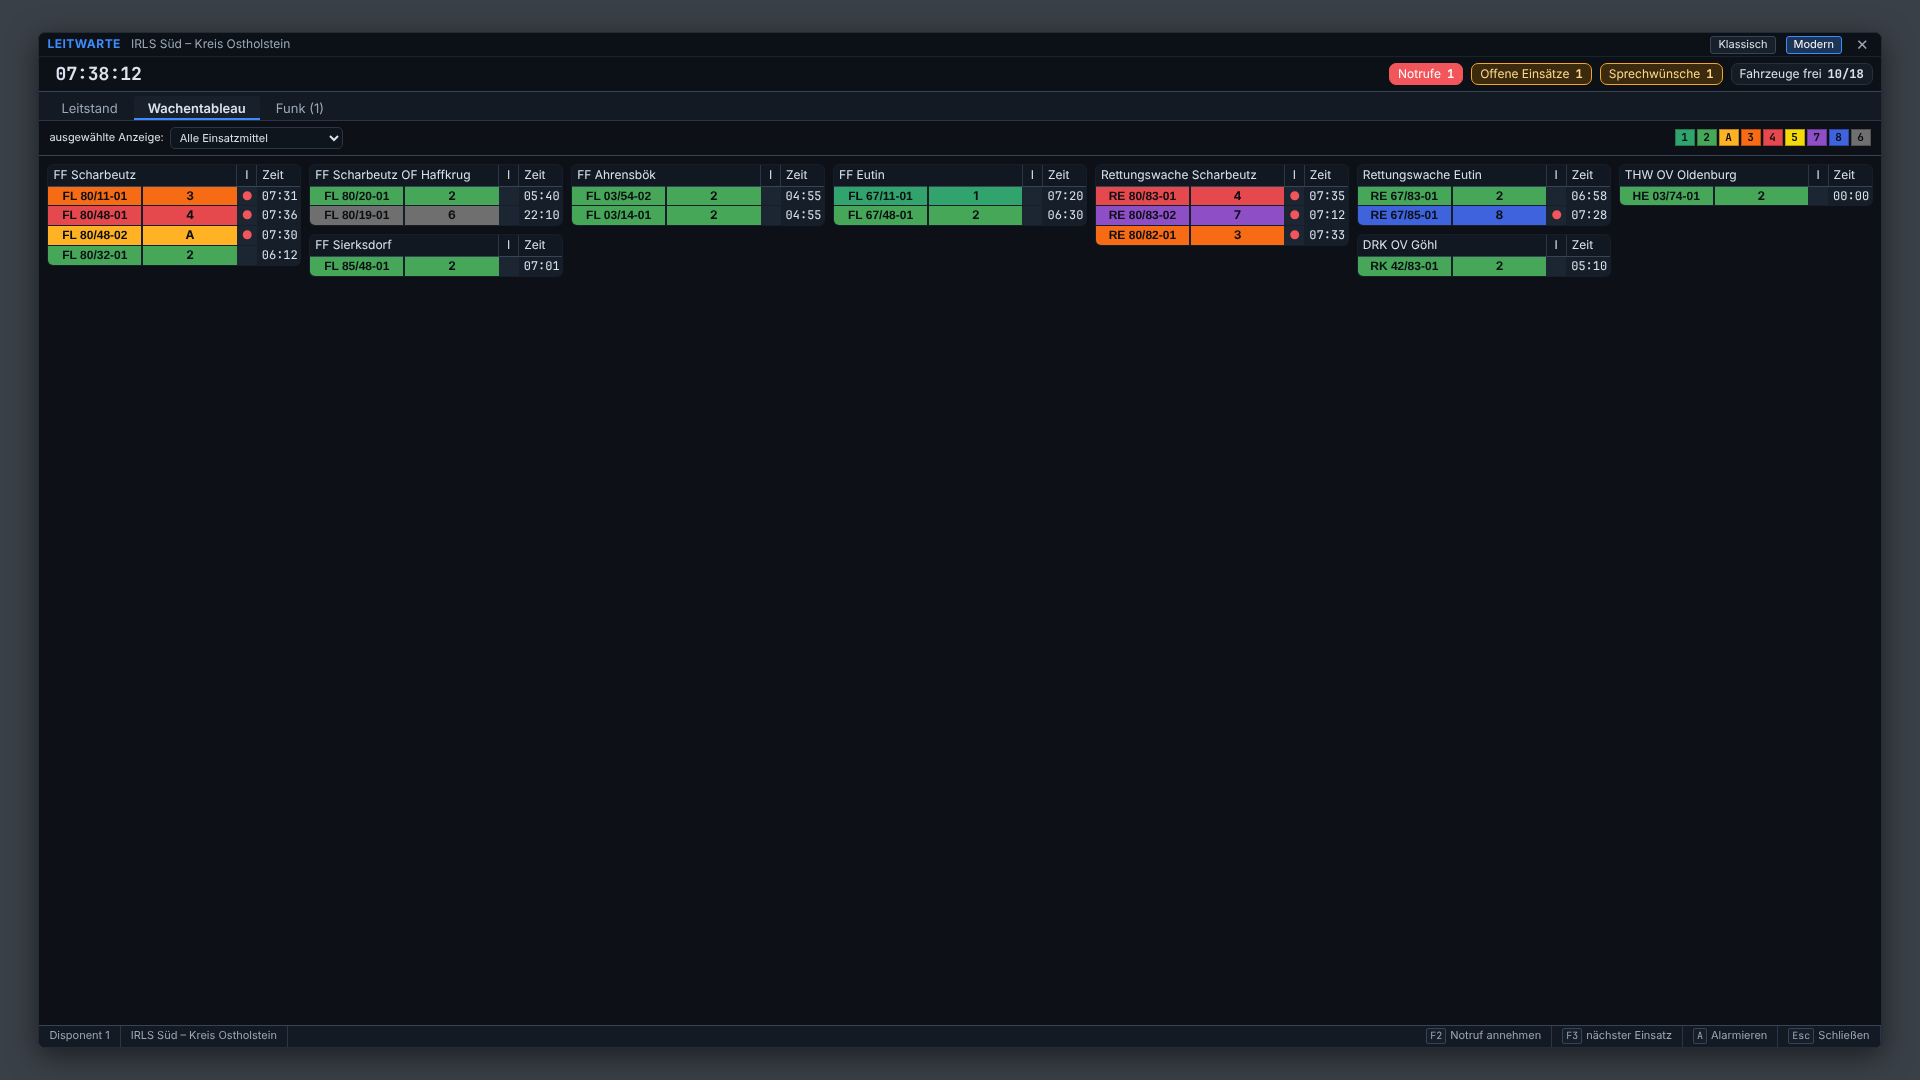 LEITWARTE IRLS Süd – Kreis Ostholstein Klassisch Modern ✕
07:38:12 Notrufe 1 Offene Einsätze 1 Sprechwünsche 1 Fahrzeuge frei 10/18
Leitstand Wachentableau Funk (1)
ausgewählte Anzeige: Alle Einsatzmittel 1 2 A 3 4 5 7 8 6
FF Scharbeutz I Zeit
FL 80/11-01 3 07:31
FL 80/48-01 4 07:36
FL 80/48-02 A 07:30
FL 80/32-01 2 06:12
FF Scharbeutz OF Haffkrug I Zeit
FL 80/20-01 2 05:40
FL 80/19-01 6 22:10
FF Sierksdorf I Zeit
FL 85/48-01 2 07:01
FF Ahrensbök I Zeit
FL 03/54-02 2 04:55
FL 03/14-01 2 04:55
FF Eutin I Zeit
FL 67/11-01 1 07:20
FL 67/48-01 2 06:30
Rettungswache Scharbeutz I Zeit
RE 80/83-01 4 07:35
RE 80/83-02 7 07:12
RE 80/82-01 3 07:33
Rettungswache Eutin I Zeit
RE 67/83-01 2 06:58
RE 67/85-01 8 07:28
DRK OV Göhl I Zeit
RK 42/83-01 2 05:10
THW OV Oldenburg I Zeit
HE 03/74-01 2 00:00
Disponent 1 IRLS Süd – Kreis Ostholstein F2 Notruf annehmen F3 nächster Einsatz A Alarmieren Esc Schließen